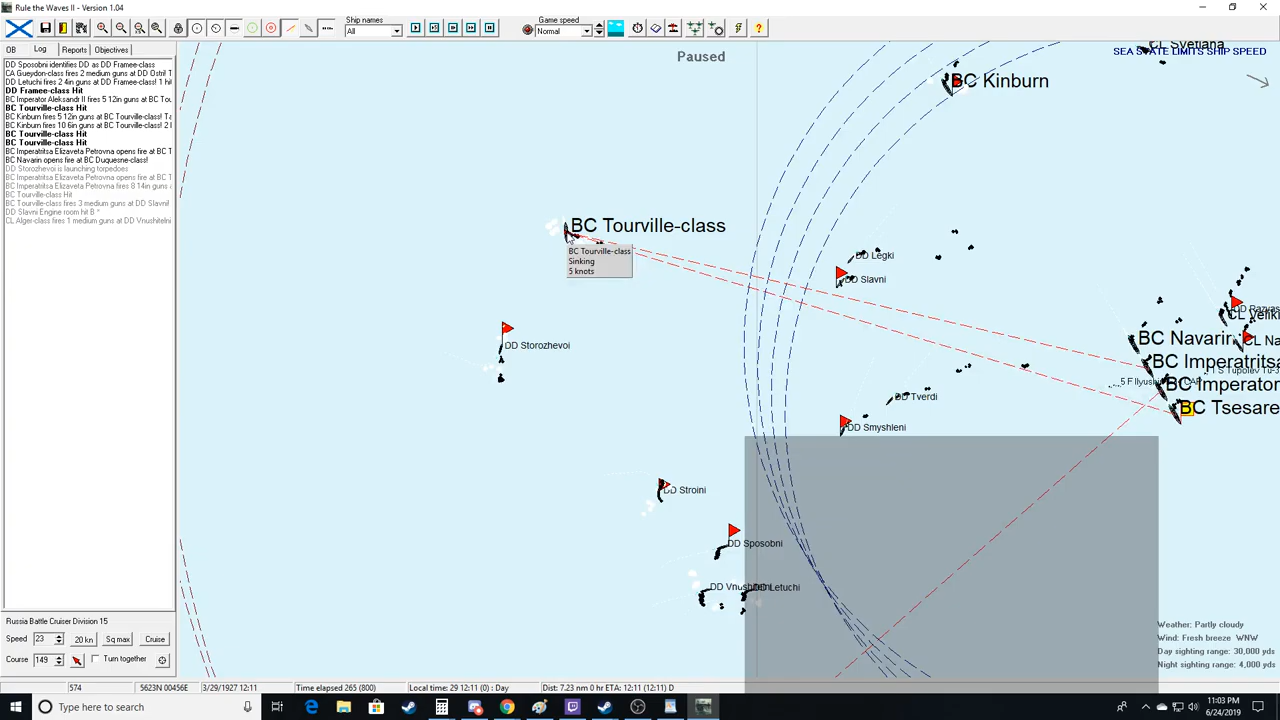 Rule the Waves II - Version 1.04
Ship names
All
Game speed
Normal
OB Log Reports Objectives
DD Sposobni identifies DD as DD Framee-class
CA Gueydon-class fires 2 medium guns at DD Ostri! 1
DD Letuchi fires 2 4in guns at DD Framee-class! 1 hit
DD Framee-class Hit
BC Imperator Aleksandr II fires 5 12in guns at BC Tou
BC Tourville-class Hit
BC Kinburn fires 5 12in guns at BC Tourville-class! Ta
BC Kinburn fires 10 6in guns at BC Tourville-class! 2 l
BC Tourville-class Hit
BC Tourville-class Hit
BC Imperatritsa Elizaveta Petrovna opens fire at BC T
BC Navarin opens fire at BC Duquesne-class!
DD Storozhevoi is launching torpedoes
BC Imperatritsa Elizaveta Petrovna opens fire at BC T
BC Imperatritsa Elizaveta Petrovna fires 8 14in guns a
BC Tourville-class Hit
BC Tourville-class fires 3 medium guns at DD Slavni!
DD Slavni Engine room hit B *
CL Alger-class fires 1 medium guns at DD Vnushitelni
Paused
CL Svetlana
SEA STATE LIMITS SHIP SPEED
BC Kinburn
BC Tourville-class
BC Tourville-class
Sinking
5 knots
DD Legki
DD Slavni
DD Storozhevoi
BC Navarin
CL Na
BC Imperatritsa
BC Imperator
BC Tsesare
DD Tverdi
DD Smyshleni
DD Stroini
DD Sposobni
DD Letuchi
Weather: Partly cloudy
Wind: Fresh breeze WNW
Day sighting range: 30,000 yds
Night sighting range: 4,000 yds
Russia Battle Cruiser Division 15
Speed 23 20 kn Sq max Cruise
Course 149 Turn together
574 5623N 00456E 3/29/1927 12:11 Time elapsed 265 (800) Local time: 29 12:11 (0) : Day Dist: 7.23 nm 0 hr ETA: 12:11 (12:11) D
Type here to search
11:03 PM
6/24/2019